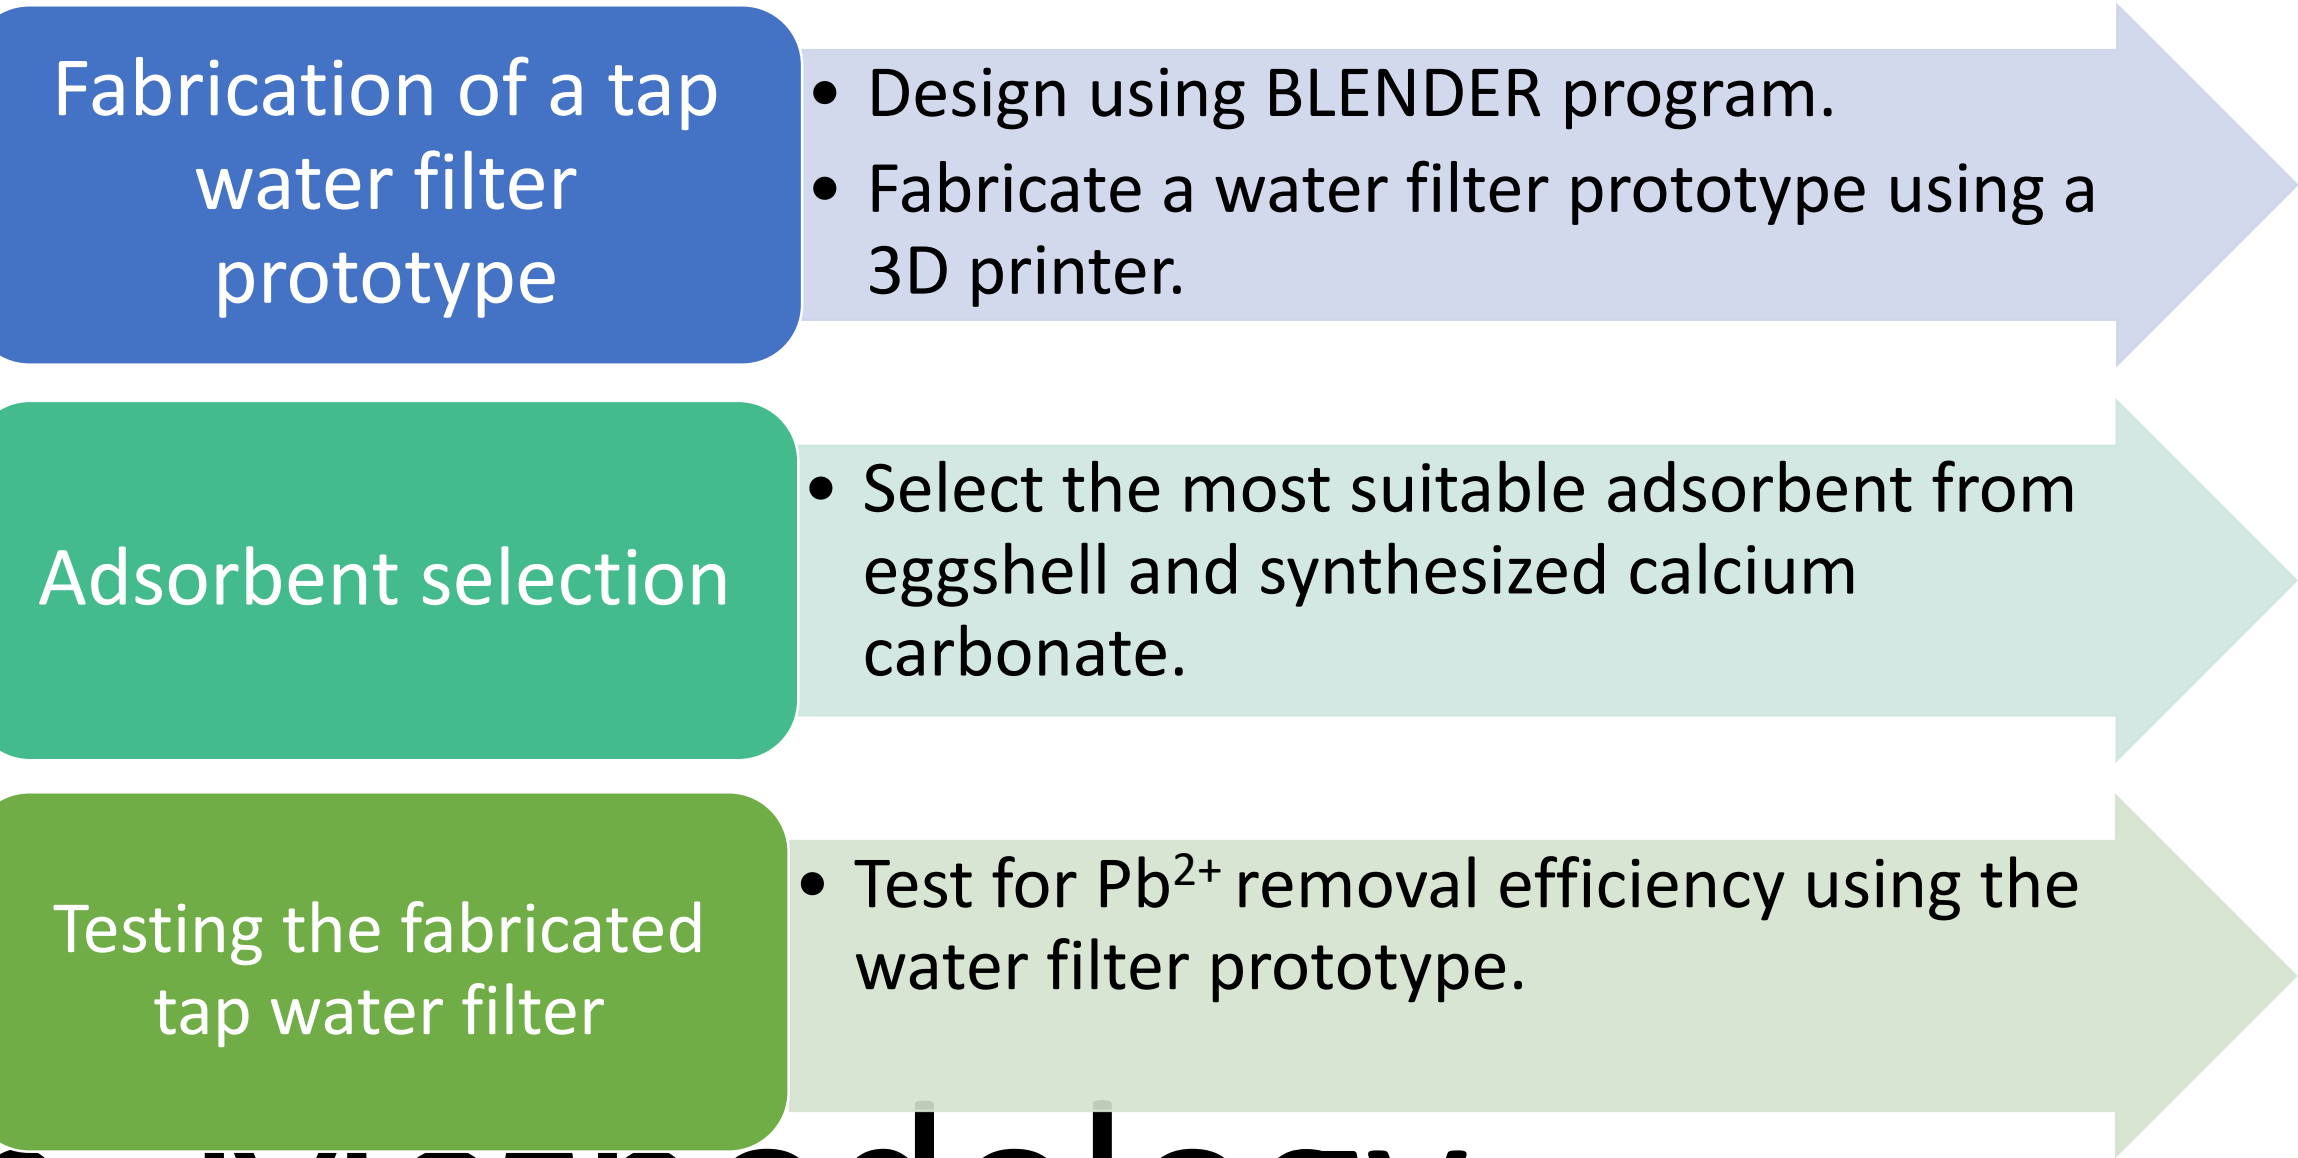 Fabrication of a tap
water filter
prototype
• Design using BLENDER program.
• Fabricate a water filter prototype using a
3D printer.
Adsorbent selection
• Select the most suitable adsorbent from
eggshell and synthesized calcium
carbonate.
Testing the fabricated
tap water filter
• Test for Pb²⁺ removal efficiency using the
water filter prototype.